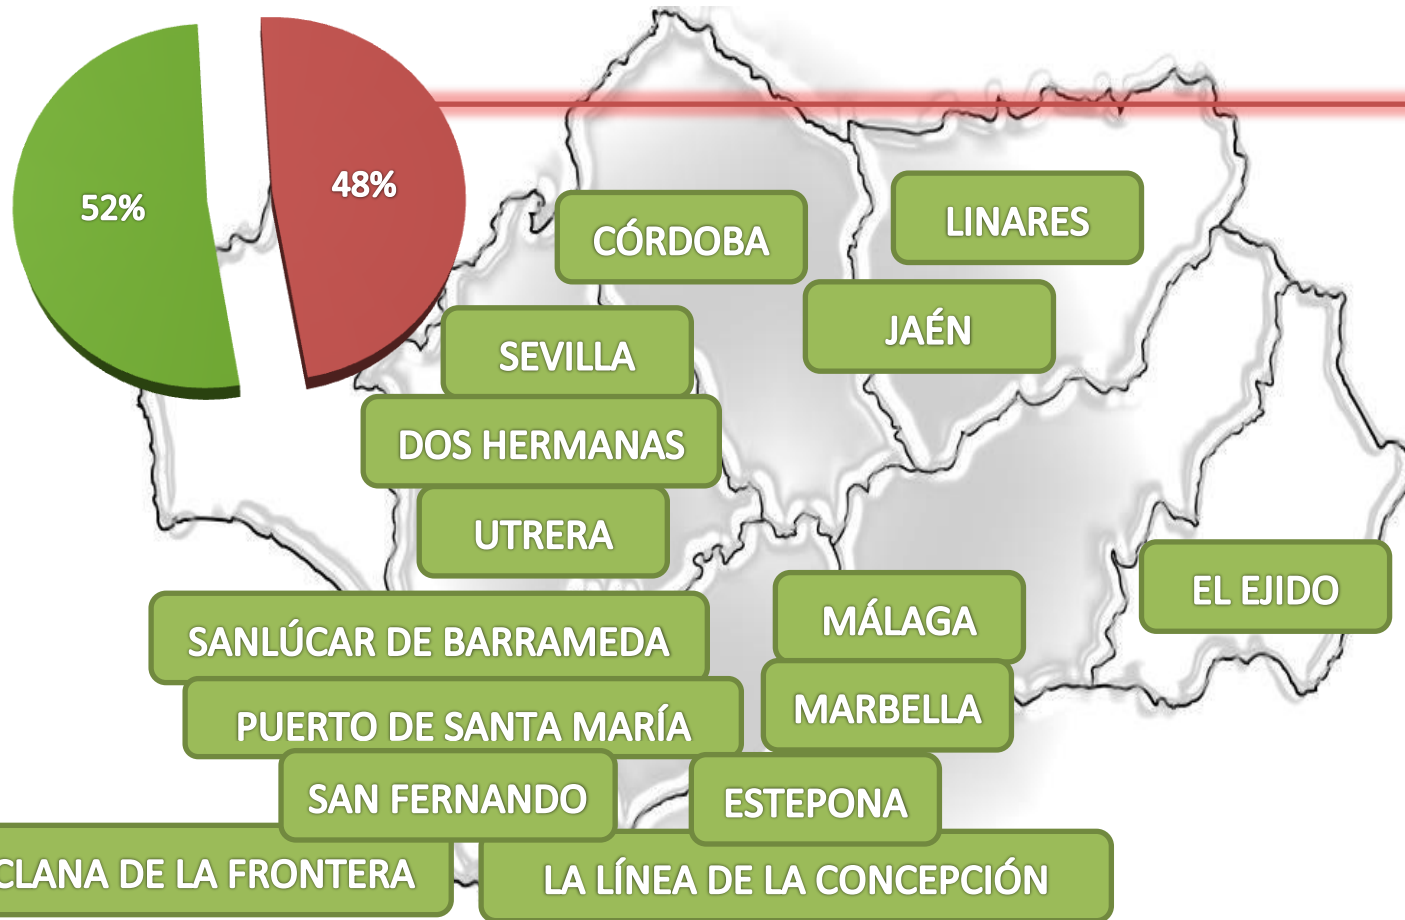 52%
48%
CÓRDOBA
LINARES
JAÉN
SEVILLA
DOS HERMANAS
UTRERA
EL EJIDO
SANLÚCAR DE BARRAMEDA
MÁLAGA
PUERTO DE SANTA MARÍA
MARBELLA
SAN FERNANDO
ESTEPONA
CLANA DE LA FRONTERA
LA LÍNEA DE LA CONCEPCIÓN